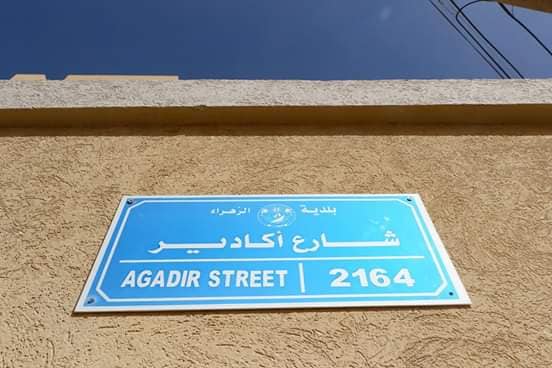 بلدية الزهراء
شارع أكادير
AGADIR STREET | 2164